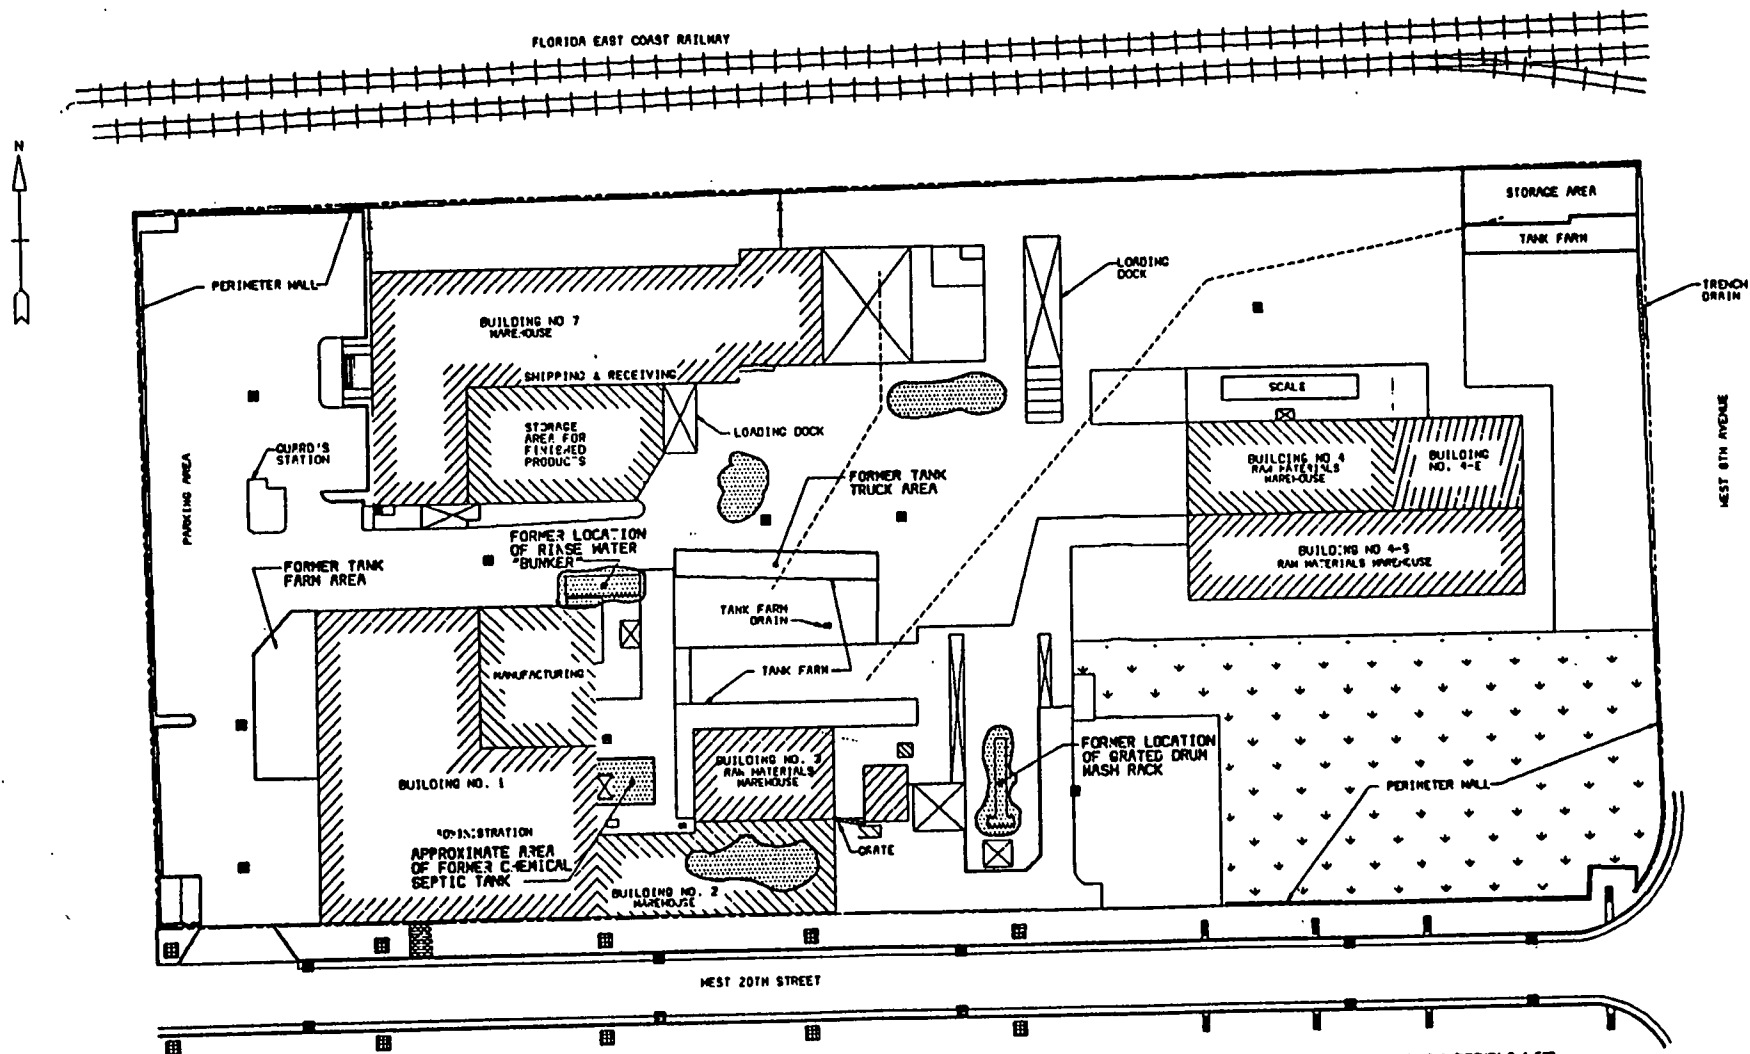 FLORIDA EAST COAST RAILWAY
N
STORAGE AREA
TANK FARM
LOADING
DOCK
TRENCH
DRAIN
PERIMETER WALL
BUILDING NO 7
WAREHOUSE
SHIPPING & RECEIVING
SCALE
STORAGE
AREA FOR
FINISHED
PRODUCTS
LOADING DOCK
GUARD'S
STATION
PARKING AREA
BUILDING NO. 4
RAW MATERIALS
WAREHOUSE
BUILDING
NO. 4-E
WEST 8TH AVENUE
FORMER TANK
TRUCK AREA
FORMER LOCATION
OF RINSE WATER
"BUNKER"
BUILDING NO 4-S
RAW MATERIALS WAREHOUSE
FORMER TANK
FARM AREA
TANK FARM
DRAIN
TANK FARM
MANUFACTURING
FORMER LOCATION
OF GRATED DRUM
WASH RACK
BUILDING NO. 3
RAW MATERIALS
WAREHOUSE
BUILDING NO. 1
PERIMETER WALL
ADMINISTRATION
APPROXIMATE AREA
OF FORMER CHEMICAL
SEPTIC TANK
GRATE
BUILDING NO. 2
WAREHOUSE
WEST 20TH STREET